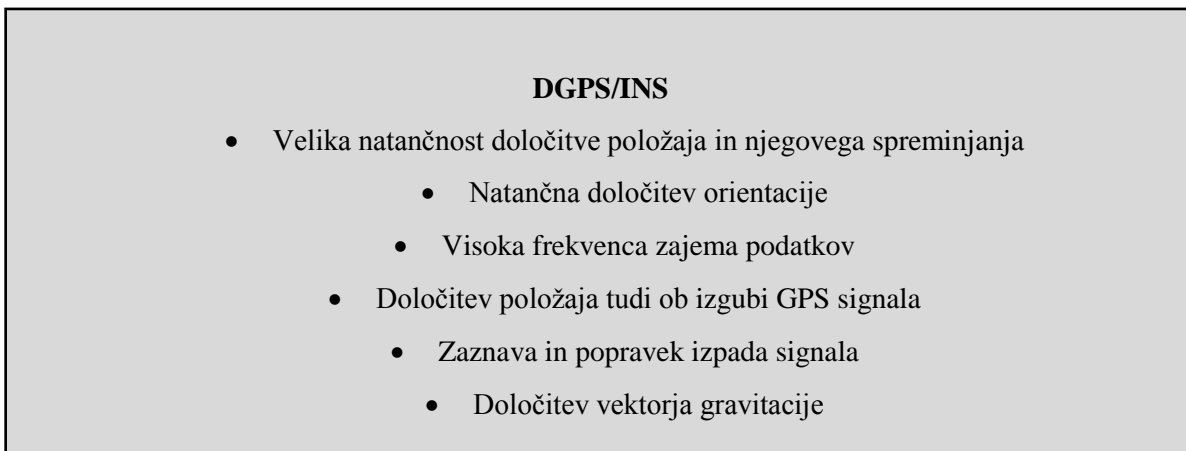 DGPS/INS
• Velika natančnost določitve položaja in njegovega spreminjanja
• Natančna določitev orientacije
• Visoka frekvenca zajema podatkov
• Določitev položaja tudi ob izgubi GPS signala
• Zaznava in popravek izpada signala
• Določitev vektorja gravitacije